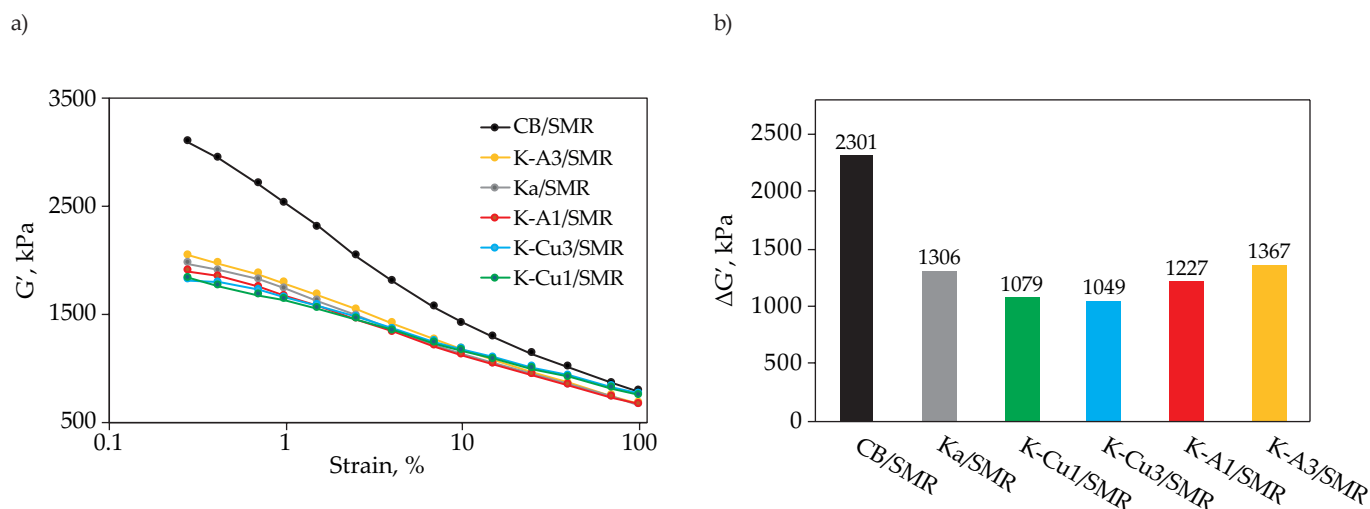 a)
3500
2500
1500
500
G′, kPa
0.1
1
10
100
Strain, %
CB/SMR
K-A3/SMR
Ka/SMR
K-A1/SMR
K-Cu3/SMR
K-Cu1/SMR
b)
2500
2000
1500
1000
500
0
ΔG′, kPa
2301
1306
1079
1049
1227
1367
CB/SMR
Ka/SMR
K-Cu1/SMR
K-Cu3/SMR
K-A1/SMR
K-A3/SMR